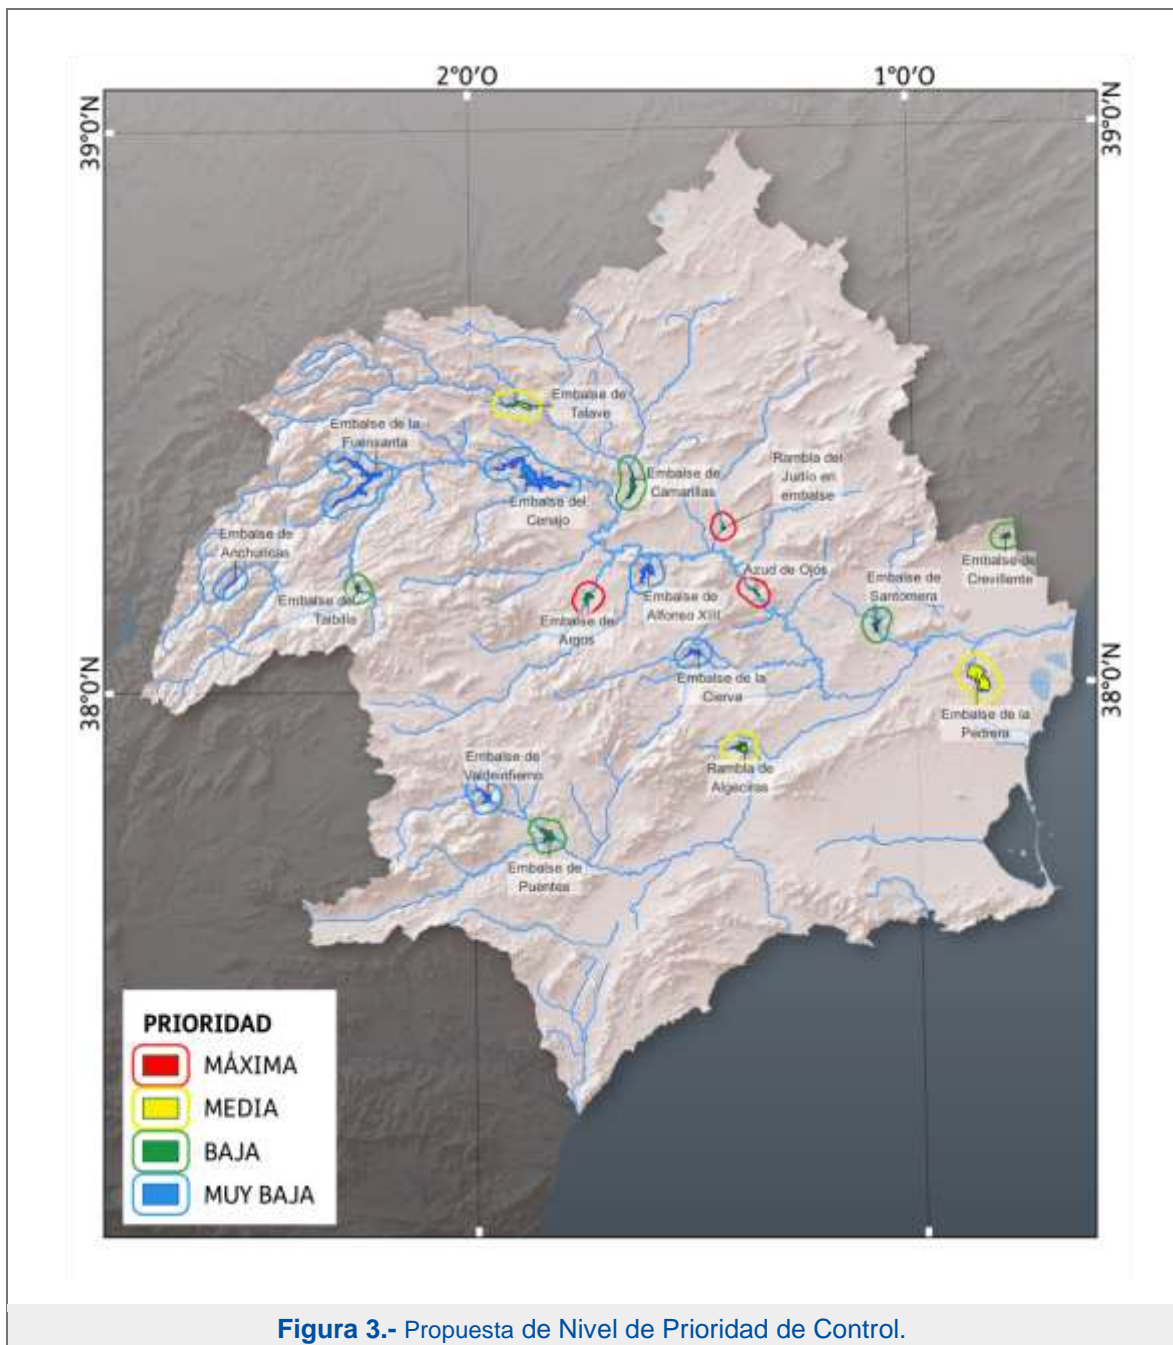 2°0'O
1°0'O
39°0'N
39°0'N
Embalse de
Talave
Embalse de la
Fuensanta
Rambla del
Judío en
embalse
Embalse de
Camarillas
Embalse del
Cenajo
Embalse de
Anchuricas
Embalse de
Crevillente
Azud de Ojós
Embalse de
Santomera
Embalse del
Taibilla
Embalse de
Alfonso XIII
Embalse de
Argos
38°0'N
38°0'N
Embalse de la
Cierva
Embalse de la
Pedrera
Embalse de
Valdeinfierno
Rambla de
Algeciras
Embalse de
Puentes
PRIORIDAD
MÁXIMA
MEDIA
BAJA
MUY BAJA
Figura 3.- Propuesta de Nivel de Prioridad de Control.